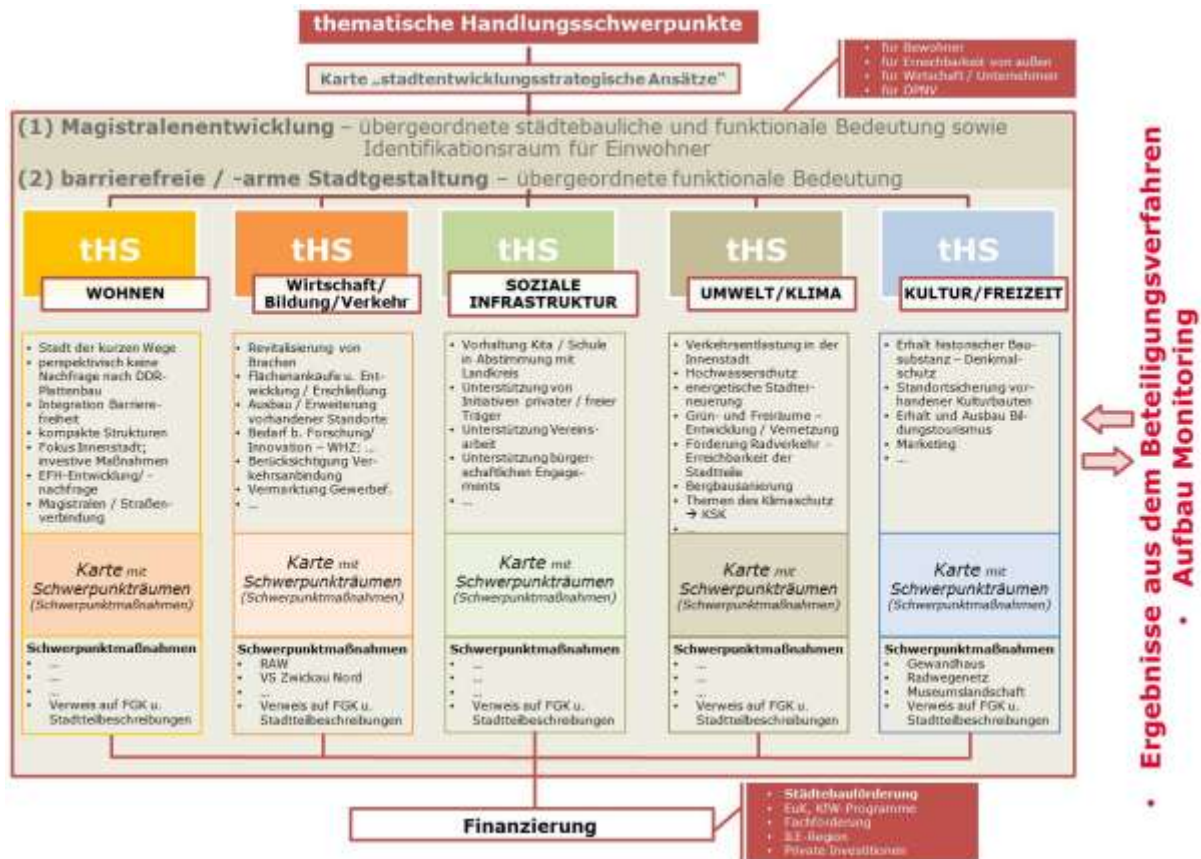 thematische Handlungsschwerpunkte
Karte „stadtentwicklungsstrategische Ansätze“
• für Bewohner
• für Erreichbarkeit von außen
• für Wirtschaft / Unternehmer
• für ÖPNV
(1) Magistralenentwicklung – übergeordnete städtebauliche und funktionale Bedeutung sowie
Identifikationsraum für Einwohner
(2) barrierefreie / -arme Stadtgestaltung – übergeordnete funktionale Bedeutung
tHS
WOHNEN
• Stadt der kurzen Wege
• perspektivisch keine
Nachfrage nach DDR-
Plattenbau
• Integration Barriere-
freiheit
• kompakte Strukturen
• Fokus Innenstadt;
investive Maßnahmen
• EFH-Entwicklung/ -
nachfrage
• Magistralen / Straßen-
verbindung
Karte mit
Schwerpunkträumen
(Schwerpunktmaßnahmen)
Schwerpunktmaßnahmen
• ...
• ...
• ...
• Verweis auf FGK u.
Stadtteilbeschreibungen
tHS
Wirtschaft/
Bildung/Verkehr
• Revitalisierung von
Brachen
• Flächenankaufe u. Ent-
wicklung / Erschließung
• Ausbau / Erweiterung
vorhandener Standorte
• Bedarf b. Forschung/
Innovation – WHZ: ...
• Berücksichtigung Ver-
kehrsanbindung
• Vermarktung Gewerbef.
• ...
Karte mit
Schwerpunkträumen
(Schwerpunktmaßnahmen)
Schwerpunktmaßnahmen
• RAW
• VS Zwickau Nord
• ...
• Verweis auf FGK u.
Stadtteilbeschreibungen
tHS
SOZIALE
INFRASTRUKTUR
• Vorhaltung Kita / Schule
in Abstimmung mit
Landkreis
• Unterstützung von
Initiativen privater / freier
Träger
• Unterstützung Vereins-
arbeit
• Unterstützung bürger-
schaftlichen Engage-
ments
• ...
Karte mit
Schwerpunkträumen
(Schwerpunktmaßnahmen)
Schwerpunktmaßnahmen
• ...
• ...
• ...
• Verweis auf FGK u.
Stadtteilbeschreibungen
tHS
UMWELT/KLIMA
• Verkehrsentlastung in der
Innenstadt
• Hochwasserschutz
• energetische Stadter-
neuerung
• Grün- und Freiräume –
Entwicklung / Vernetzung
• Förderung Radverkehr –
Erreichbarkeit der
Stadtteile
• Bergbausanierung
• Themen des Klimaschutz
→ KSK
• ...
Karte mit
Schwerpunkträumen
(Schwerpunktmaßnahmen)
Schwerpunktmaßnahmen
• ...
• ...
• ...
• Verweis auf FGK u.
Stadtteilbeschreibungen
tHS
KULTUR/FREIZEIT
• Erhalt historischer Bau-
substanz – Denkmal-
schutz
• Standortsicherung vor-
handener Kulturbauten
• Erhalt und Ausbau Bil-
dungstourismus
• Marketing
• ...
Karte mit
Schwerpunkträumen
(Schwerpunktmaßnahmen)
Schwerpunktmaßnahmen
• Gewandhaus
• Radwegenetz
• Museumslandschaft
• Verweis auf FGK u.
Stadtteilbeschreibungen
• Ergebnisse aus dem Beteiligungsverfahren
• Aufbau Monitoring
Finanzierung
• Städtebauförderung
• EuK, KfW-Programme
• Fachförderung
• ILE-Region
• Private Investitionen